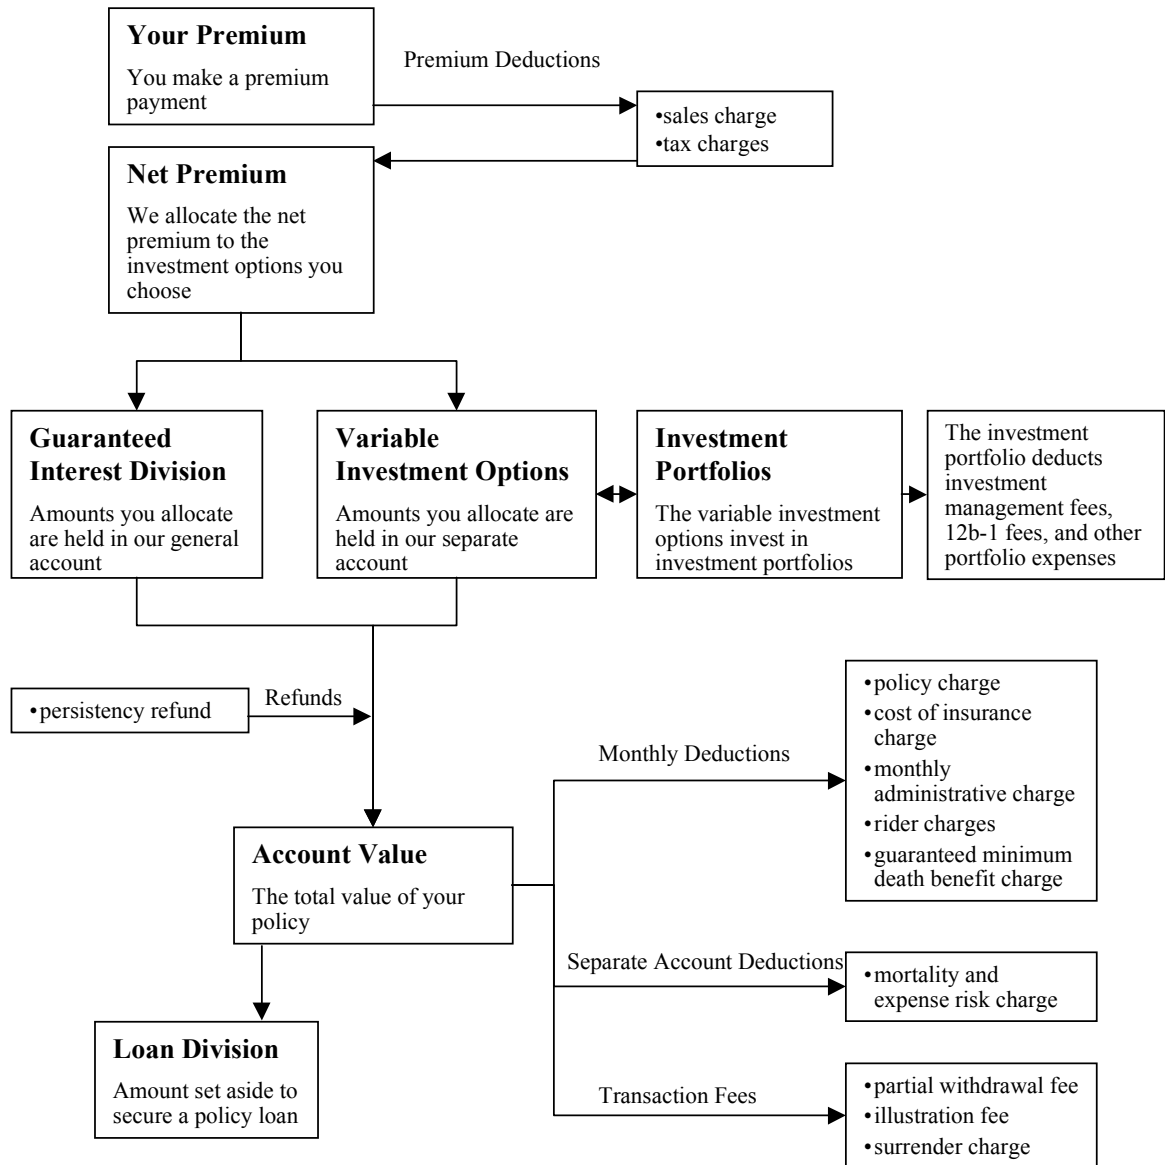 Your Premium
You make a premium
payment
Premium Deductions
•sales charge
•tax charges
Net Premium
We allocate the net
premium to the
investment options you
choose
Guaranteed
Interest Division
Amounts you allocate
are held in our general
account
Variable
Investment Options
Amounts you allocate are
held in our separate
account
Investment
Portfolios
The variable investment
options invest in
investment portfolios
The investment
portfolio deducts
investment
management fees,
12b-1 fees, and other
portfolio expenses
•persistency refund
Refunds
Monthly Deductions
•policy charge
•cost of insurance
charge
•monthly
administrative charge
•rider charges
•guaranteed minimum
death benefit charge
Account Value
The total value of your
policy
Separate Account Deductions
•mortality and
expense risk charge
Loan Division
Amount set aside to
secure a policy loan
Transaction Fees
•partial withdrawal fee
•illustration fee
•surrender charge